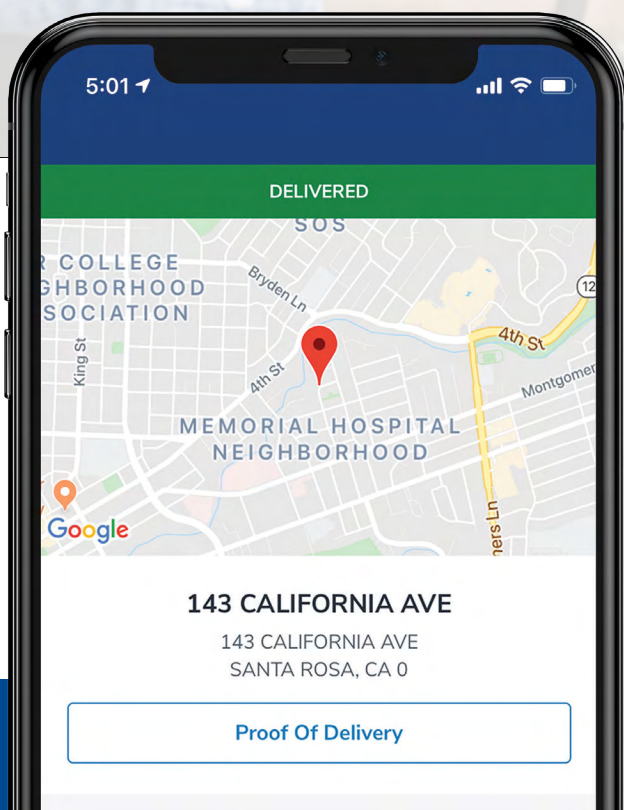 5:01
DELIVERED
SOS
R COLLEGE
GHBORHOOD
SOCIATION
Bryden Ln
12
King St
4th St
4th St
Montgomer
MEMORIAL HOSPITAL
NEIGHBORHOOD
ners Ln
Google
143 CALIFORNIA AVE
143 CALIFORNIA AVE
SANTA ROSA, CA 0
Proof Of Delivery